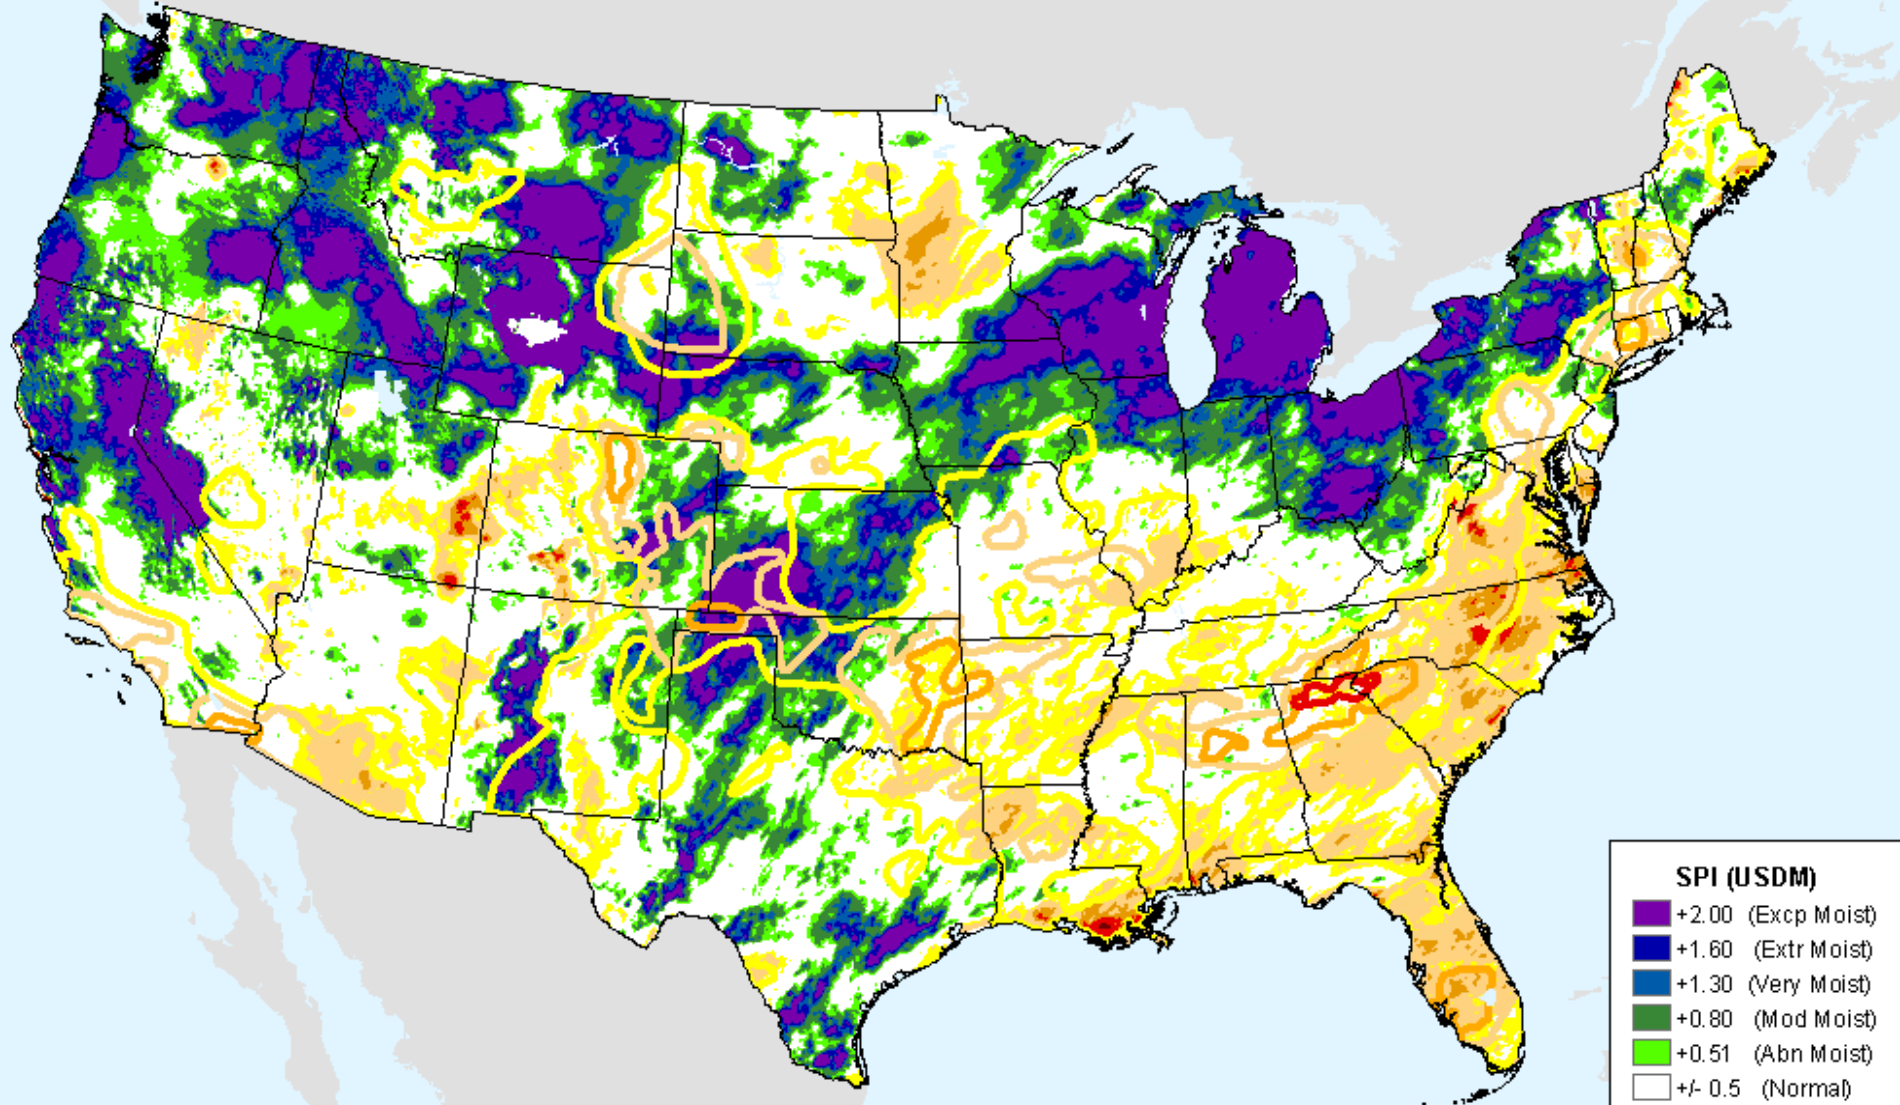 SPI (USDM)
+2.00 (Excp Moist)
+1.60 (Extr Moist)
+1.30 (Very Moist)
+0.80 (Mod Moist)
+0.51 (Abn Moist)
+/- 0.5 (Normal)